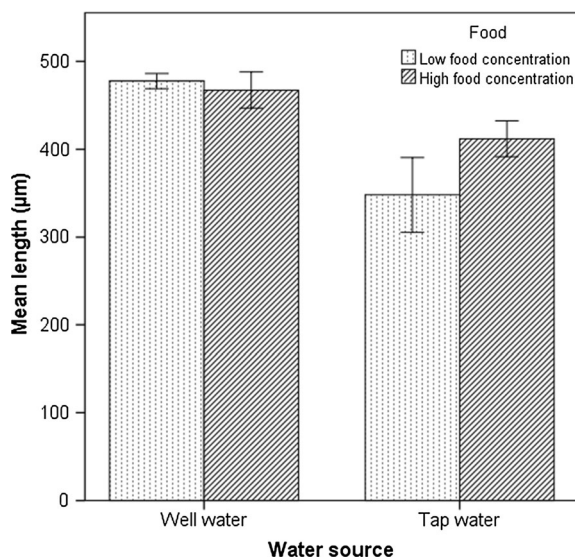 Food
Low food concentration
High food concentration
500
400
300
200
100
0
Mean length (µm)
Well water
Tap water
Water source